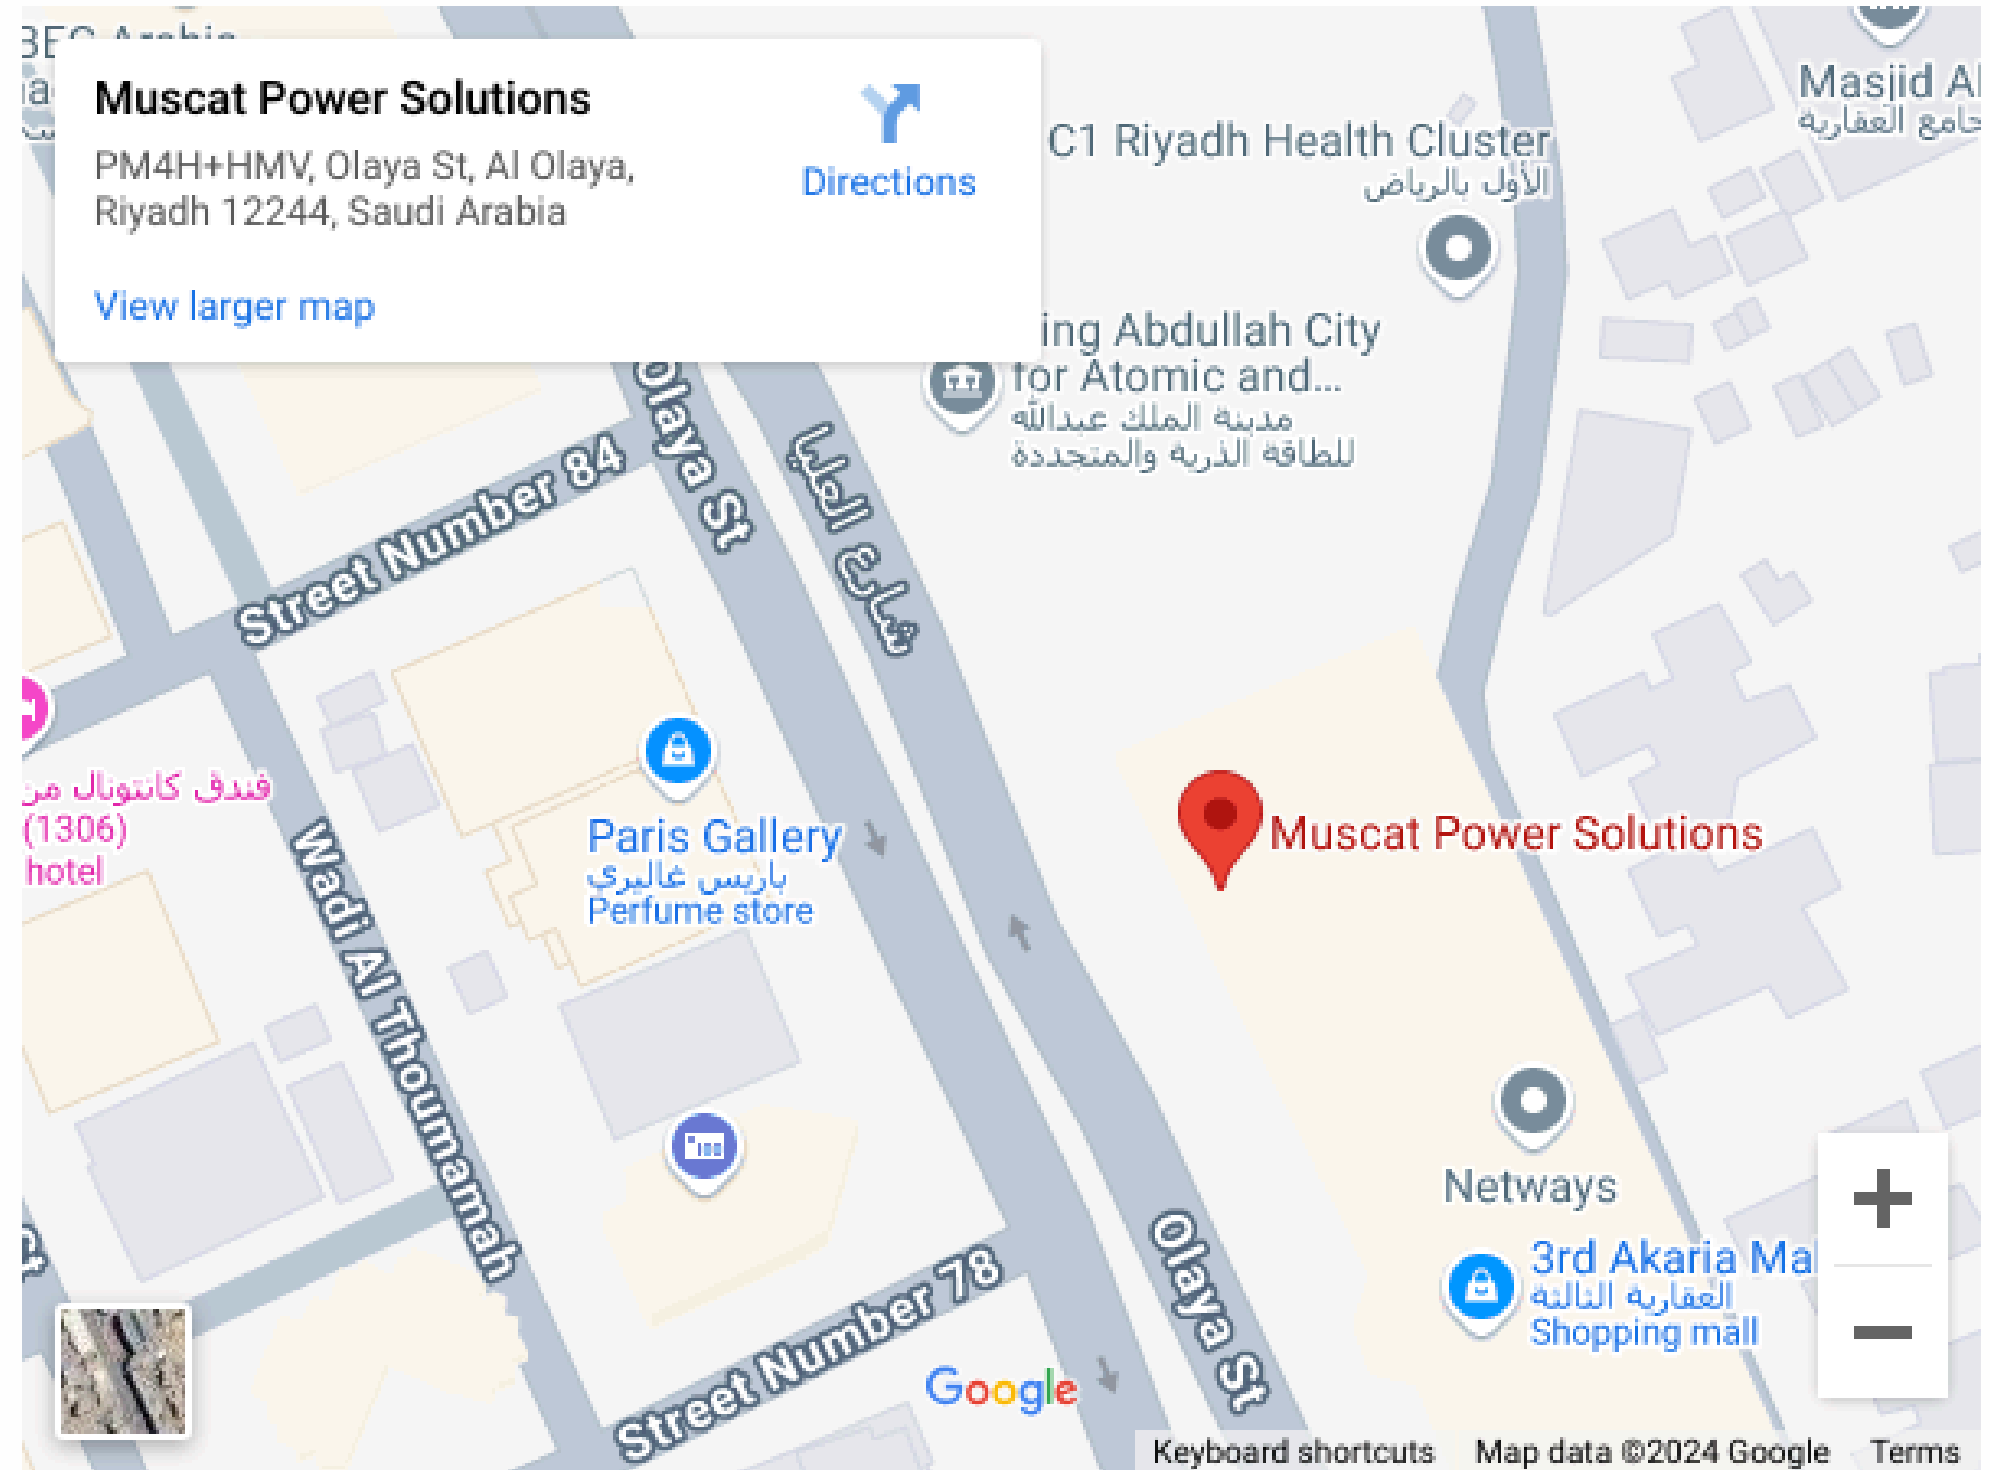 Muscat Power Solutions
PM4H+HMV, Olaya St, Al Olaya,
Riyadh 12244, Saudi Arabia
Directions
View larger map
C1 Riyadh Health Cluster
الأول بالرياض
Masjid Al
جامع العقارية
ing Abdullah City
for Atomic and...
مدينة الملك عبدالله
للطاقة الذرية والمتجددة
Olaya St
شارع العليا
Street Number 84
فندق كانتونال من
(1306)
hotel
Paris Gallery
باريس غاليري
Perfume store
Muscat Power Solutions
Wadi Al Thoumamah
Netways
3rd Akaria Mal
العقارية الثالثة
Shopping mall
Olaya St
Street Number 78
St
Google
Keyboard shortcuts
Map data ©2024 Google
Terms